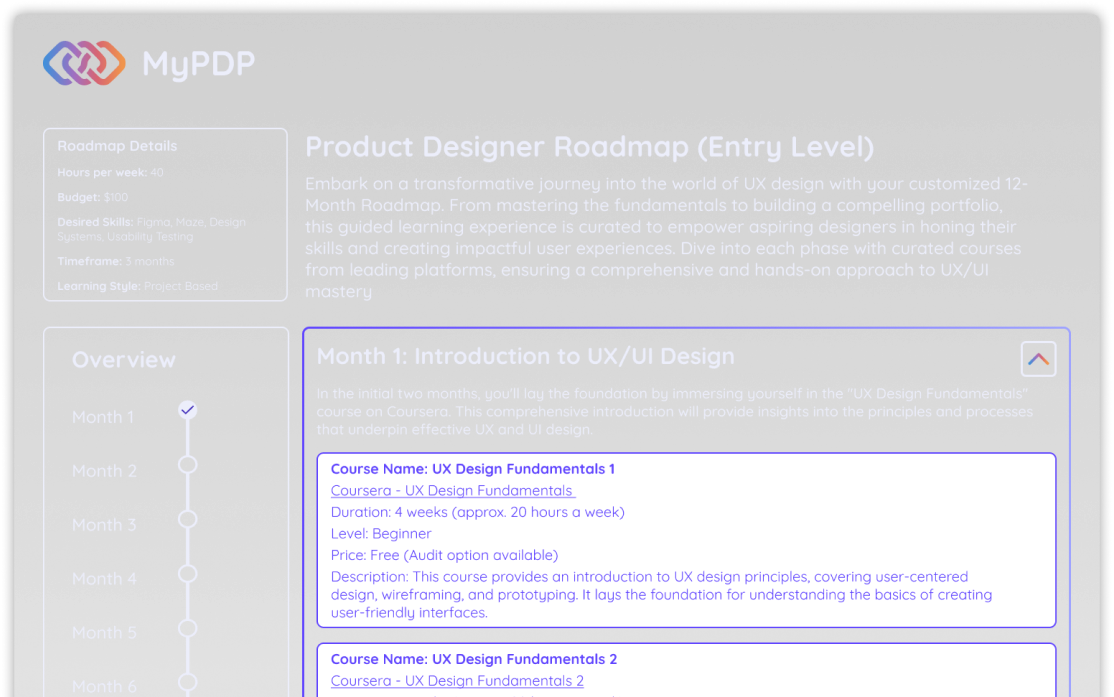 MyPDP
Roadmap Details
Hours per week: 40
Budget: $100
Desired Skills: Figma, Maze, Design
Systems, Usability Testing
Timeframe: 3 months
Learning Style: Project Based
Product Designer Roadmap (Entry Level)
Embark on a transformative journey into the world of UX design with your customized 12-
Month Roadmap. From mastering the fundamentals to building a compelling portfolio,
this guided learning experience is curated to empower aspiring designers in honing their
skills and creating impactful user experiences. Dive into each phase with curated courses
from leading platforms, ensuring a comprehensive and hands-on approach to UX/UI
mastery
Overview
Month 1
Month 2
Month 3
Month 4
Month 5
Month 6
Month 1: Introduction to UX/UI Design
In the initial two months, you'll lay the foundation by immersing yourself in the "UX Design Fundamentals"
course on Coursera. This comprehensive introduction will provide insights into the principles and processes
that underpin effective UX and UI design.
Course Name: UX Design Fundamentals 1
Coursera - UX Design Fundamentals
Duration: 4 weeks (approx. 20 hours a week)
Level: Beginner
Price: Free (Audit option available)
Description: This course provides an introduction to UX design principles, covering user-centered
design, wireframing, and prototyping. It lays the foundation for understanding the basics of creating
user-friendly interfaces.
Course Name: UX Design Fundamentals 2
Coursera - UX Design Fundamentals 2